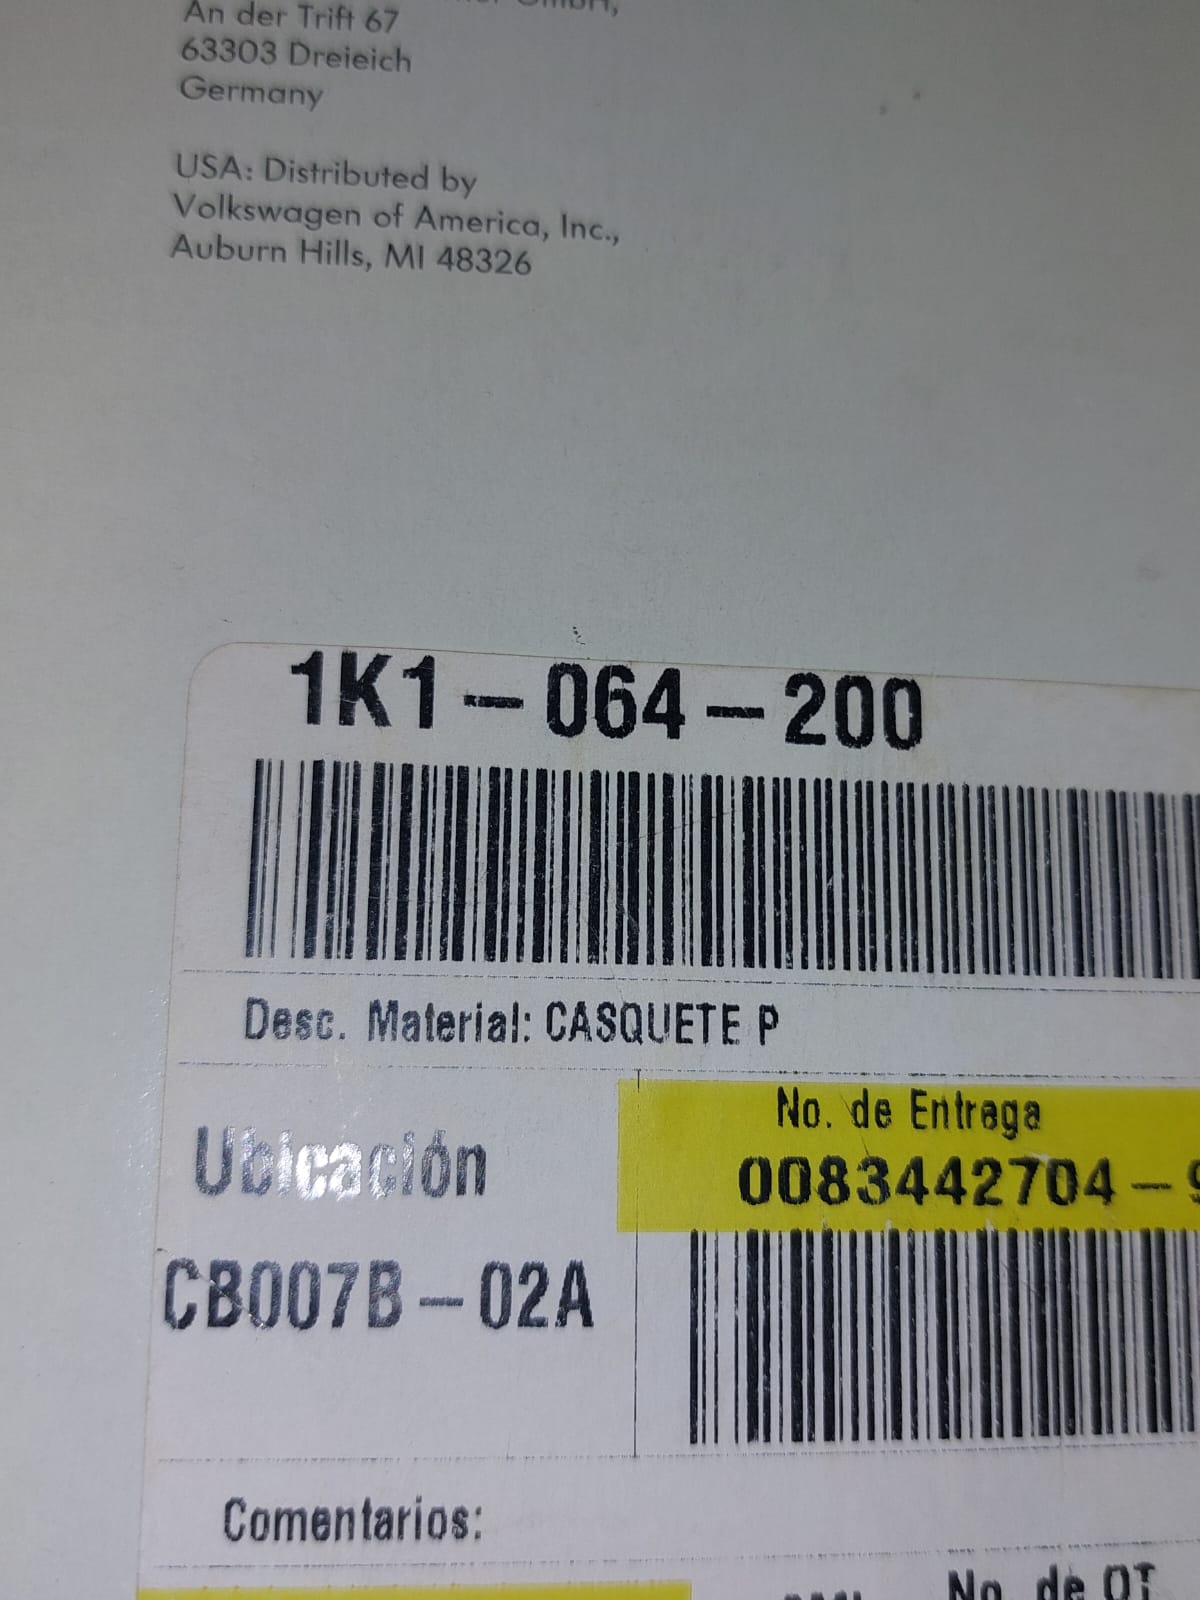 An der Trift 67
63303 Dreieich
Germany
USA: Distributed by
Volkswagen of America, Inc.,
Auburn Hills, MI 48326
1K1-064-200
Desc. Material: CASQUETE P
No. de Entrega
0083442704-
Ubicación
CB007B-02A
Comentarios:
No. de OT